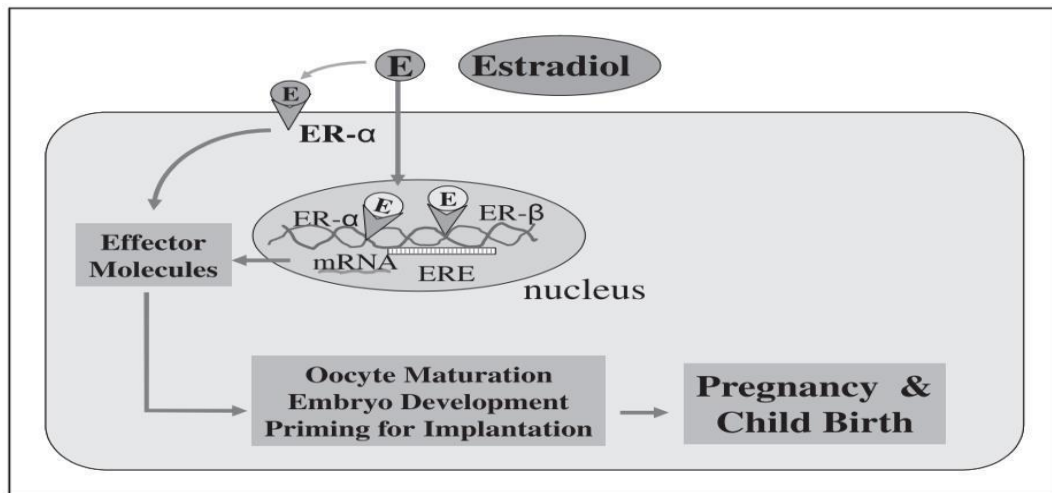 E
Estradiol
E
ER-α
E
E
ER-α
ER-β
mRNA
ERE
nucleus
Effector
Molecules
Oocyte Maturation
Embryo Development
Priming for Implantation
Pregnancy &
Child Birth